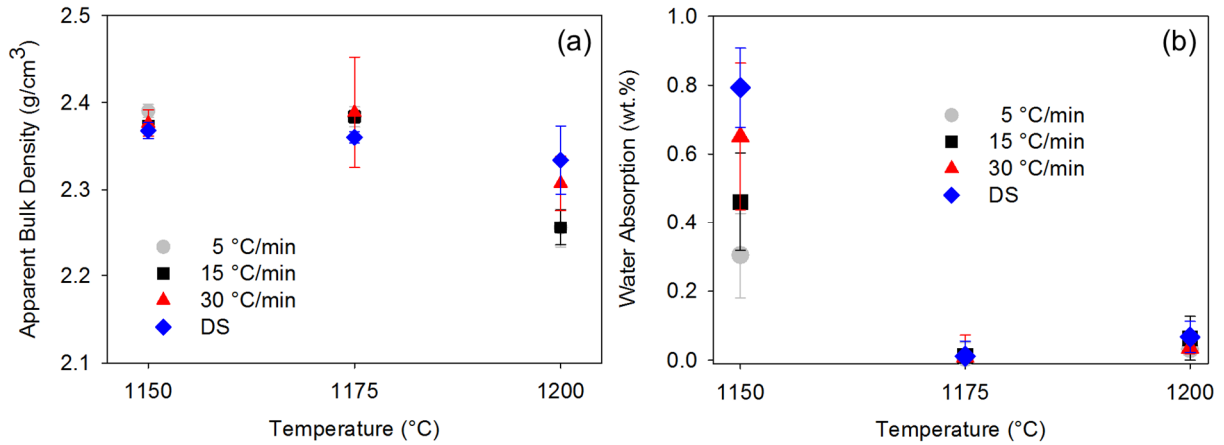 (a)
Apparent Bulk Density (g/cm³)
2.5
2.4
2.3
2.2
2.1
5 °C/min
15 °C/min
30 °C/min
DS
1150
1175
1200
Temperature (°C)
(b)
Water Absorption (wt.%)
1.0
0.8
0.6
0.4
0.2
0.0
5 °C/min
15 °C/min
30 °C/min
DS
1150
1175
1200
Temperature (°C)